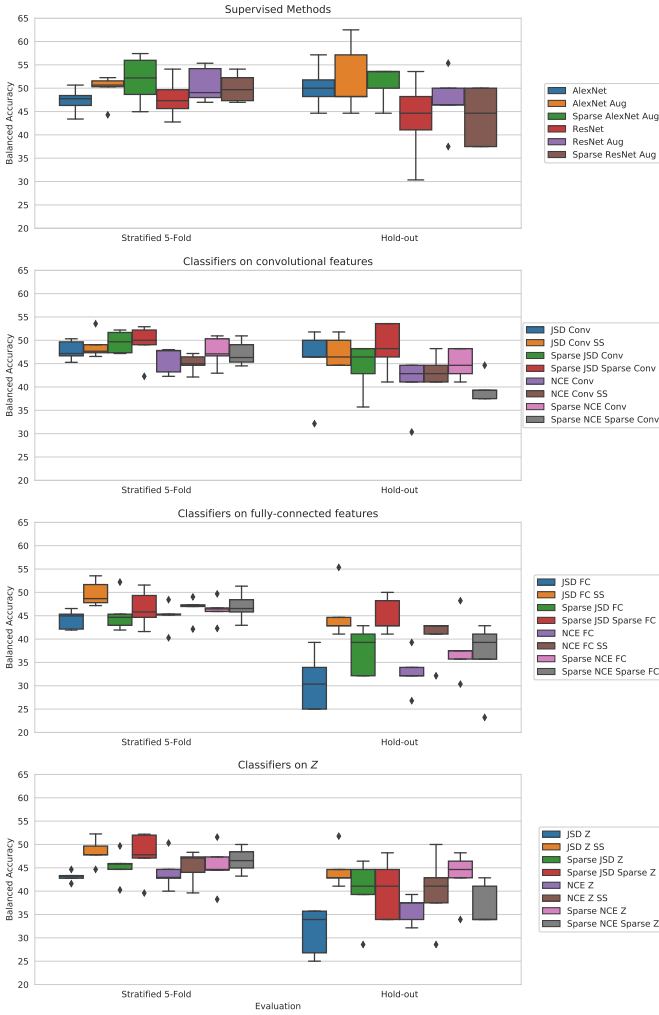 Supervised Methods
65
60
55
50
45
40
35
30
25
20
Balanced Accuracy
Stratified 5-Fold
Hold-out
AlexNet
AlexNet Aug
Sparse AlexNet Aug
ResNet
ResNet Aug
Sparse ResNet Aug
Classifiers on convolutional features
65
60
55
50
45
40
35
30
25
20
Balanced Accuracy
Stratified 5-Fold
Hold-out
JSD Conv
JSD Conv SS
Sparse JSD Conv
Sparse JSD Sparse Conv
NCE Conv
NCE Conv SS
Sparse NCE Conv
Sparse NCE Sparse Conv
Classifiers on fully-connected features
65
60
55
50
45
40
35
30
25
20
Balanced Accuracy
Stratified 5-Fold
Hold-out
JSD FC
JSD FC SS
Sparse JSD FC
Sparse JSD Sparse FC
NCE FC
NCE FC SS
Sparse NCE FC
Sparse NCE Sparse FC
Classifiers on Z
65
60
55
50
45
40
35
30
25
20
Balanced Accuracy
Stratified 5-Fold
Hold-out
Evaluation
JSD Z
JSD Z SS
Sparse JSD Z
Sparse JSD Sparse Z
NCE Z
NCE Z SS
Sparse NCE Z
Sparse NCE Sparse Z